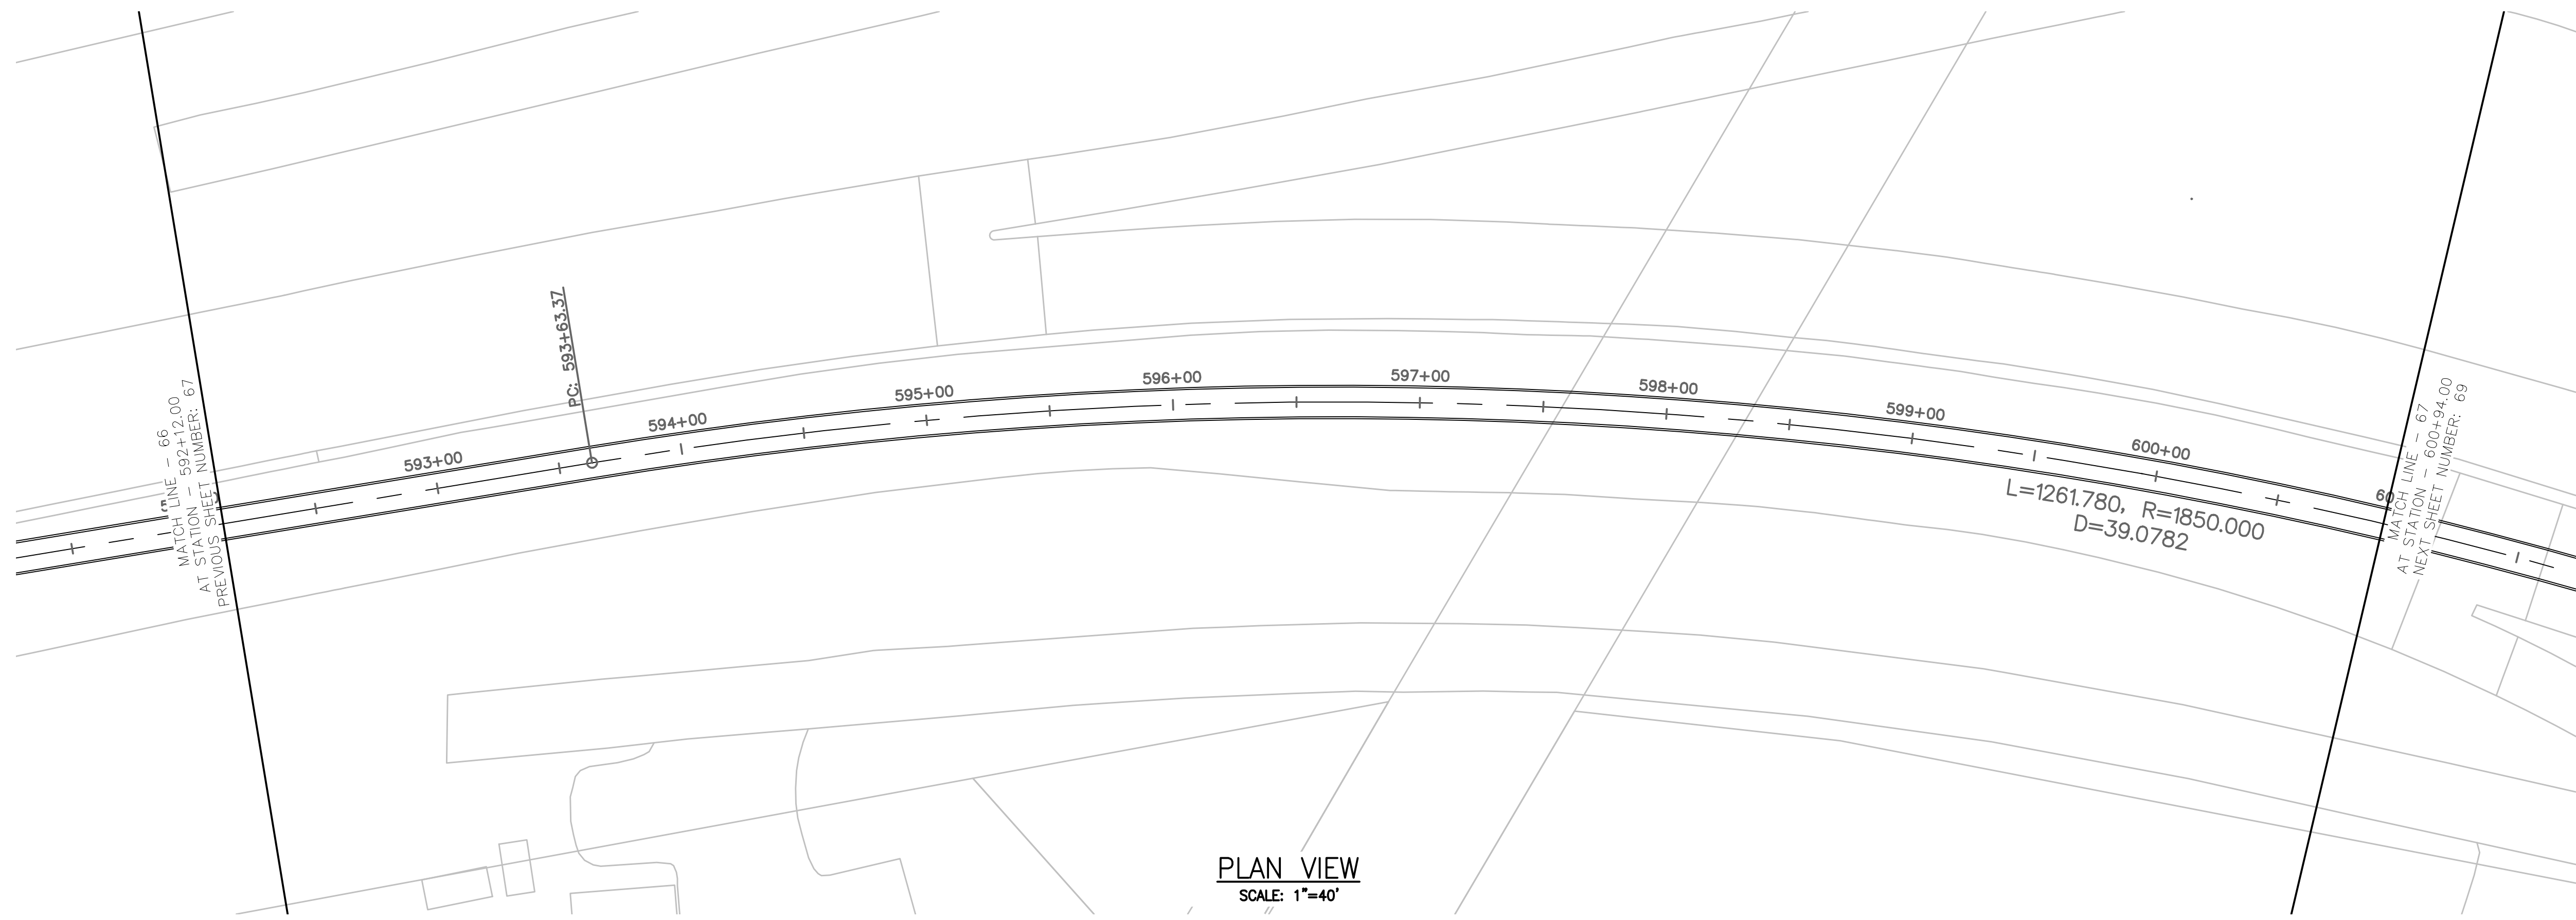 MATCH LINE - 66
AT STATION - 592+12.00
PREVIOUS SHEET NUMBER: 67
593+00
PC: 593+63.37
594+00
595+00
596+00
597+00
598+00
599+00
600+00
60
L=1261.780, R=1850.000
D=39.0782
MATCH LINE - 67
AT STATION - 600+94.00
NEXT SHEET NUMBER: 69
PLAN VIEW
SCALE: 1"=40'